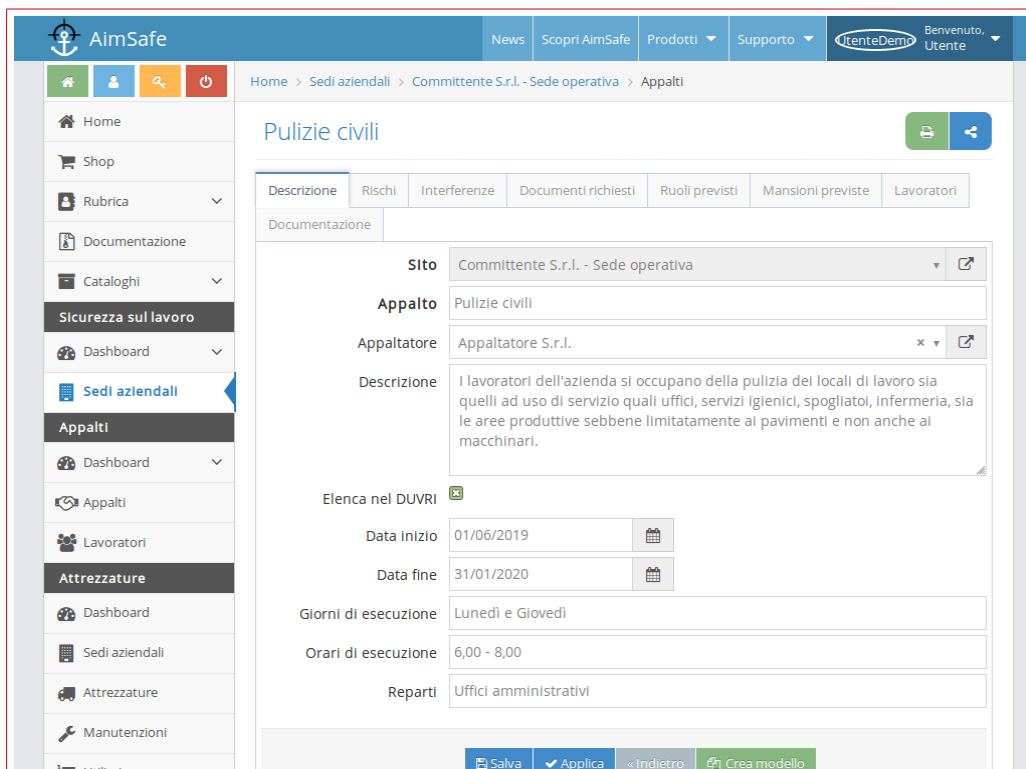 AimSafe
News
Scopri AimSafe
Prodotti
Supporto
UtenteDemo
Benvenuto,
Utente
Home > Sedi aziendali > Committente S.r.l. - Sede operativa > Appalti
Home
Shop
Rubrica
Documentazione
Cataloghi
Sicurezza sul lavoro
Dashboard
Sedi aziendali
Appalti
Dashboard
Appalti
Lavoratori
Attrezzature
Dashboard
Sedi aziendali
Attrezzature
Manutenzioni
Pulizie civili
Descrizione
Rischi
Interferenze
Documenti richiesti
Ruoli previsti
Mansioni previste
Lavoratori
Documentazione
Sito
Committente S.r.l. - Sede operativa
Appalto
Pulizie civili
Appaltatore
Appaltatore S.r.l.
Descrizione
I lavoratori dell'azienda si occupano della pulizia dei locali di lavoro sia
quelli ad uso di servizio quali uffici, servizi igienici, spogliatoi, infermeria, sia
le aree produttive sebbene limitatamente ai pavimenti e non anche ai
macchinari.
Elenca nel DUVRI
Data inizio
01/06/2019
Data fine
31/01/2020
Giorni di esecuzione
Lunedì e Giovedì
Orari di esecuzione
6,00 - 8,00
Reparti
Uffici amministrativi
Salva
Applica
« Indietro
Crea modello